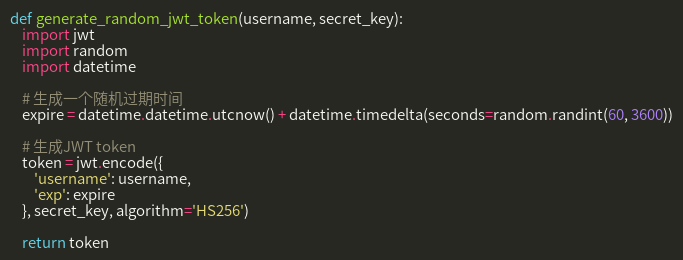 def generate_random_jwt_token(username, secret_key):
    import jwt
    import random
    import datetime

    # 生成一个随机过期时间
    expire = datetime.datetime.utcnow() + datetime.timedelta(seconds=random.randint(60, 3600))

    # 生成JWT token
    token = jwt.encode({
        'username': username,
        'exp': expire
    }, secret_key, algorithm='HS256')

    return token